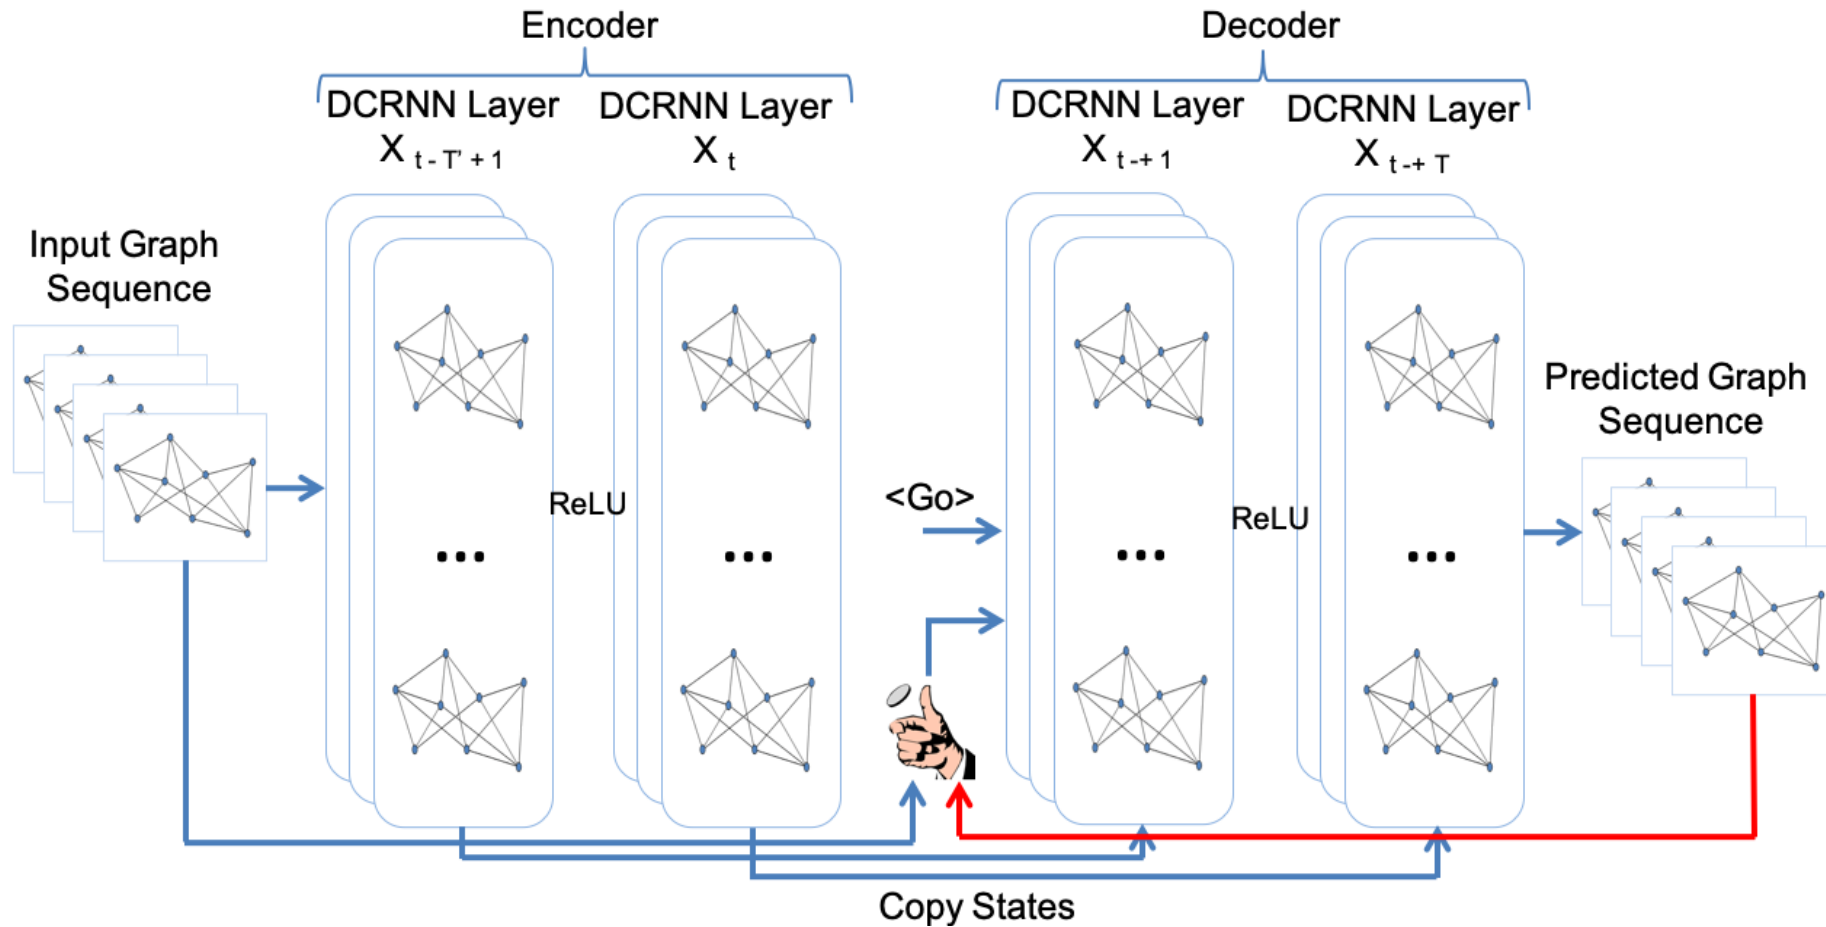 Encoder
Decoder
DCRNN Layer
X t - T' + 1
DCRNN Layer
X t
DCRNN Layer
X t -+ 1
DCRNN Layer
X t -+ T
Input Graph
Sequence
Predicted Graph
Sequence
ReLU
<Go>
ReLU
...
...
...
...
Copy States